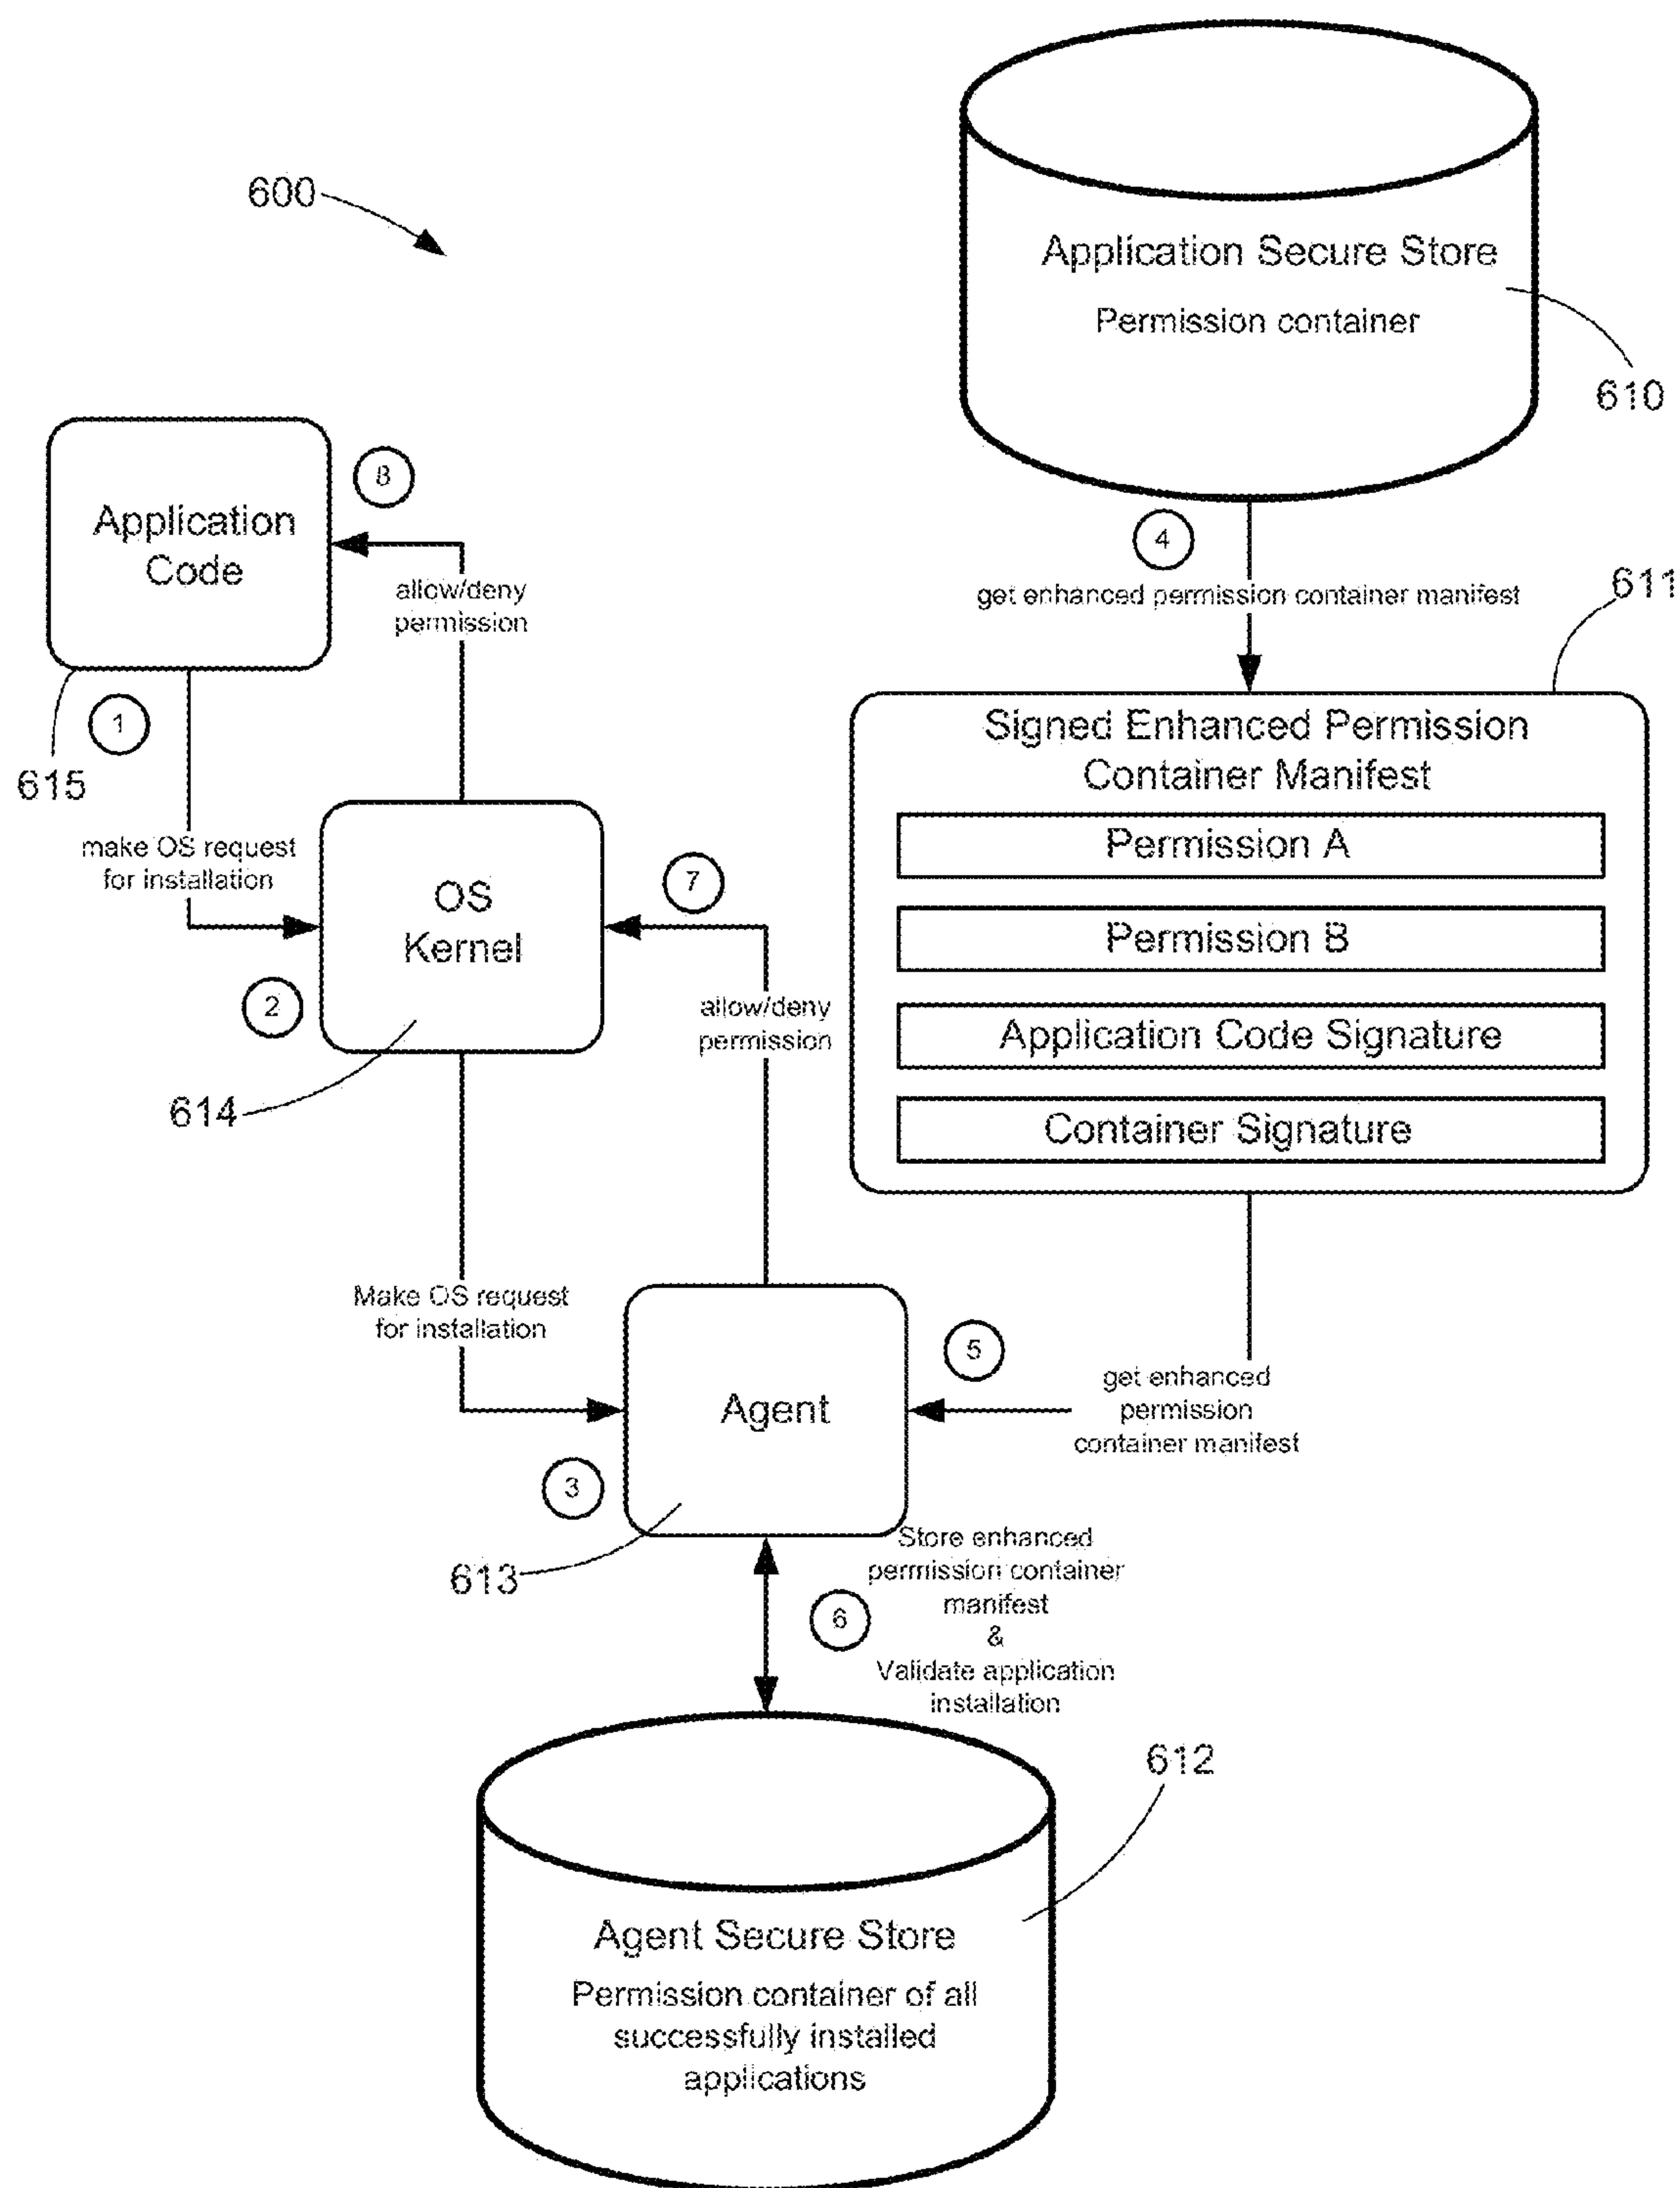 600
Application Secure Store
Permission container
610
Application
Code
8
allow/deny
permission
4
get enhanced permission container manifest
611
1
615
make OS request
for installation
OS
Kernel
7
2
614
allow/deny
permission
Signed Enhanced Permission
Container Manifest
Permission A
Permission B
Application Code Signature
Container Signature
Make OS request
for installation
Agent
5
get enhanced
permission
container manifest
3
613
6
Store enhanced
permission container
manifest
&
Validate application
installation
612
Agent Secure Store
Permission container of all
successfully installed
applications